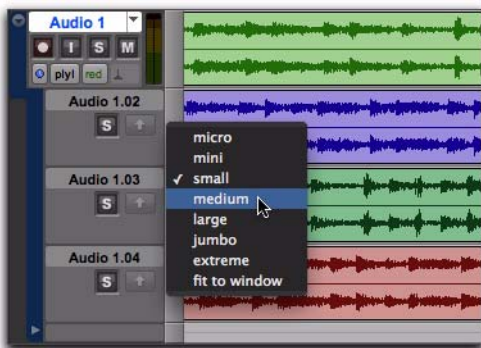 Audio 1
I S M
plyl red
Audio 1.02
S
micro
mini
Audio 1.03
✓ small
S
medium
large
jumbo
Audio 1.04
extreme
S
fit to window